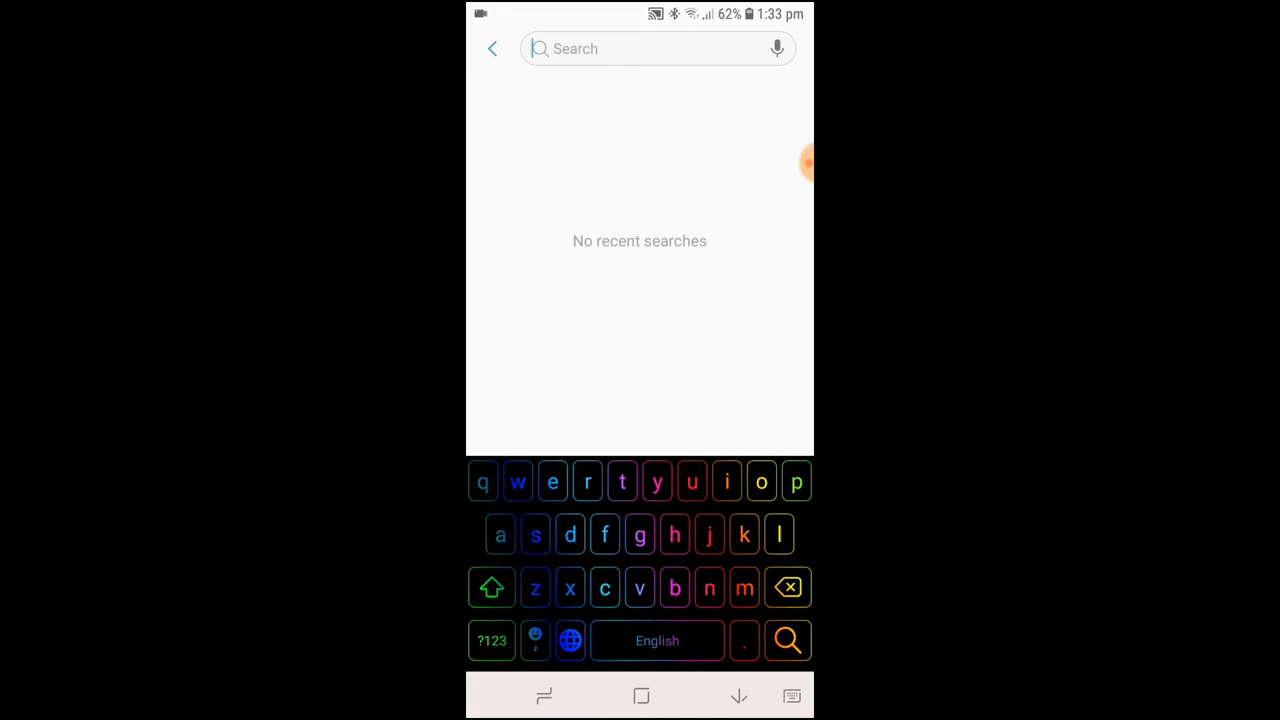 62% 1:33 pm
Search
No recent searches
q w e r t y u i o p
a s d f g h j k l
z x c v b n m
?123 , English .